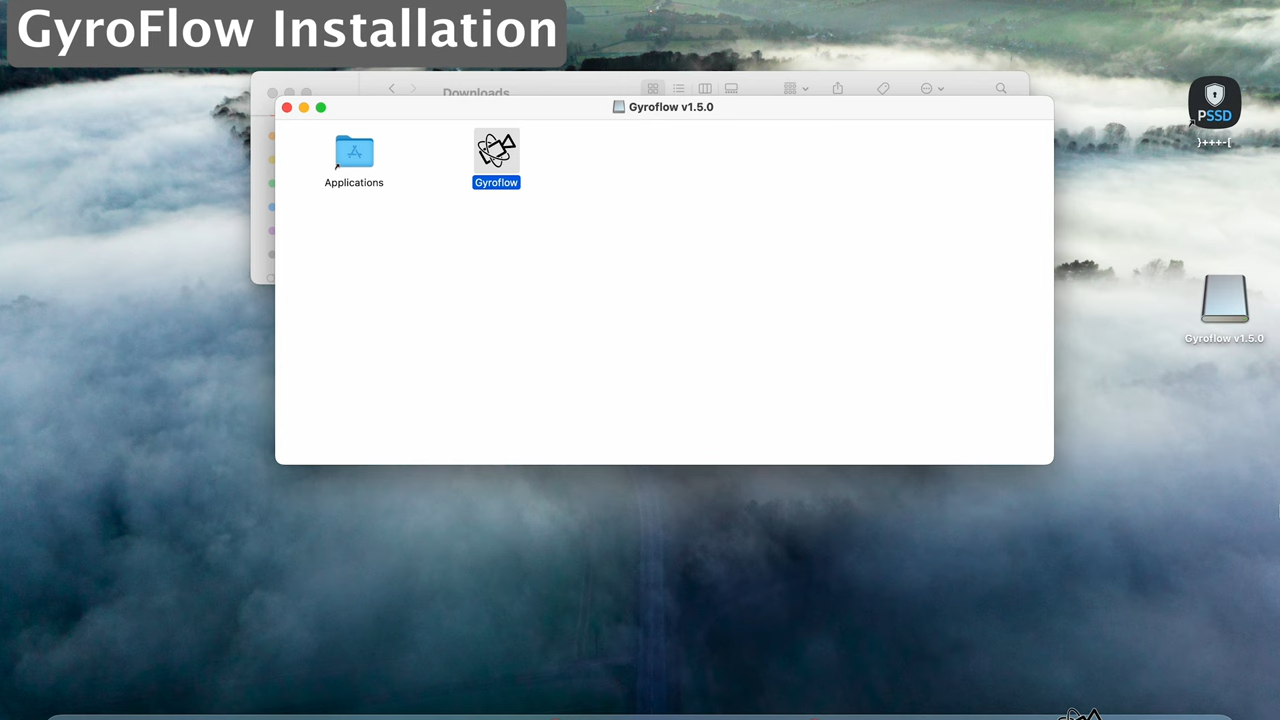 GyroFlow Installation
Downloads
Gyroflow v1.5.0
Applications
Gyroflow
PSSD
}+++-[
Gyroflow v1.5.0